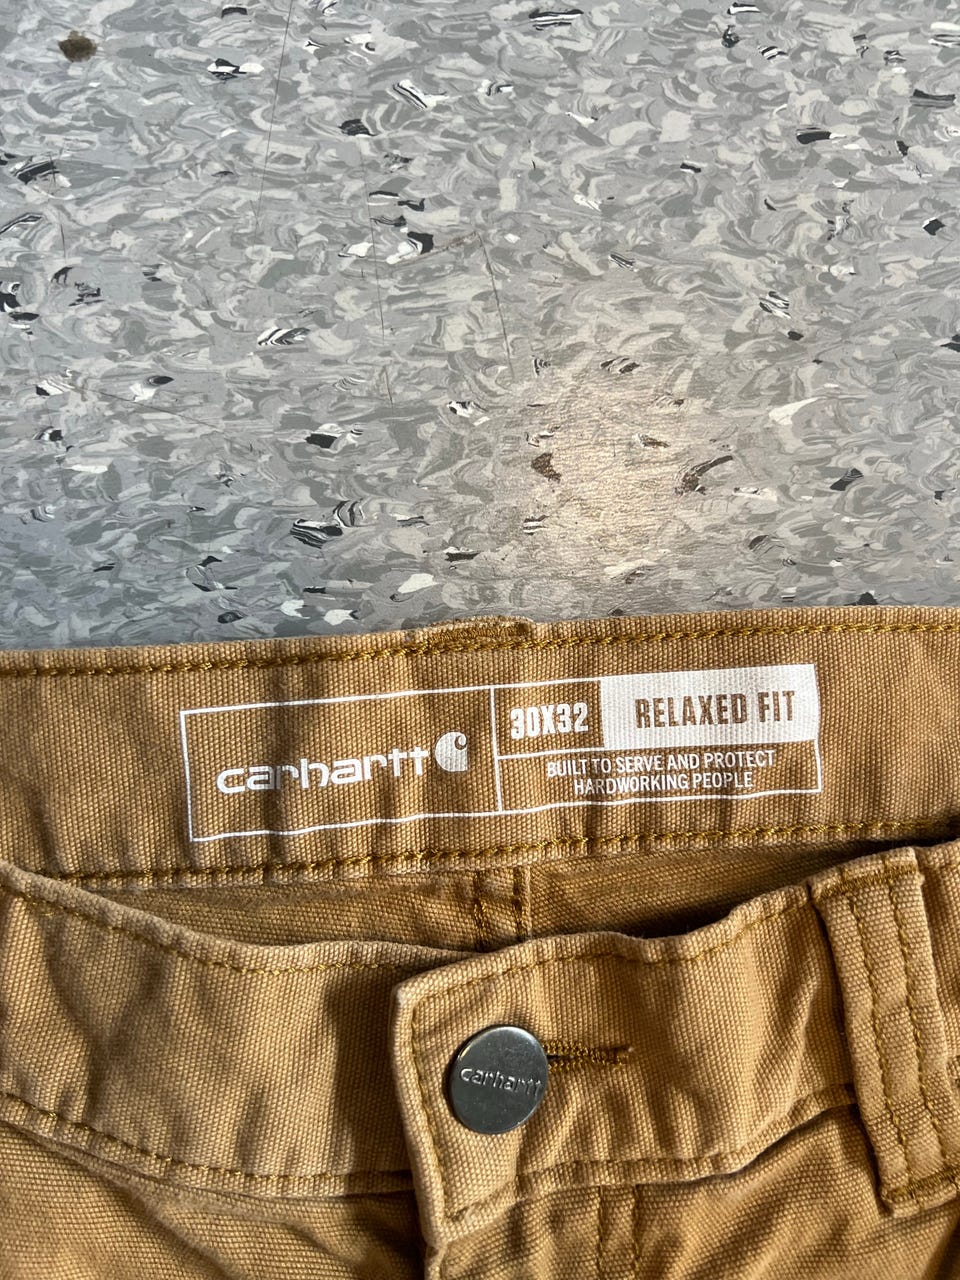 carhartt
30X32
RELAXED FIT
BUILT TO SERVE AND PROTECT
HARDWORKING PEOPLE
carhartt